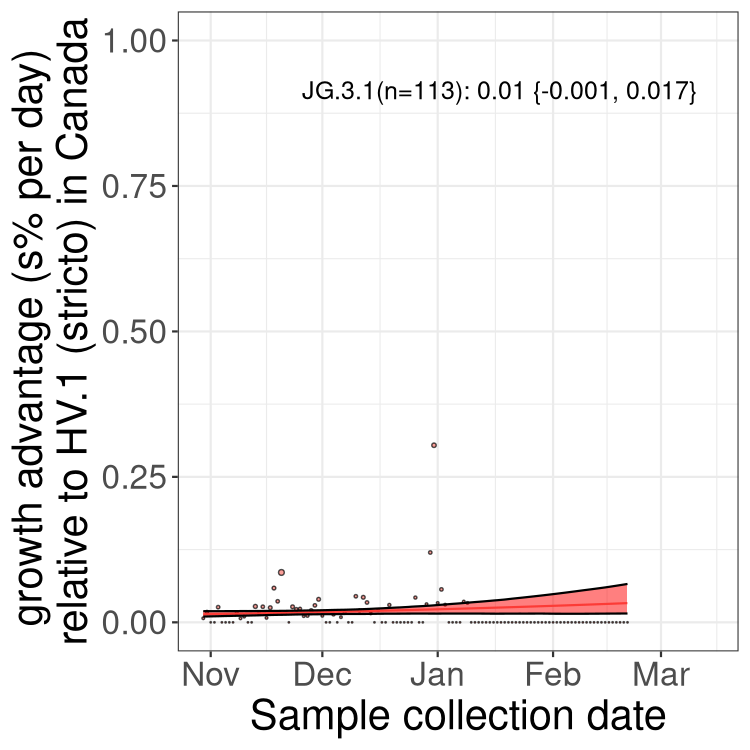 growth advantage (s% per day)
relative to HV.1 (stricto) in Canada
1.00
JG.3.1(n=113): 0.01 {-0.001, 0.017}
0.75
0.50
0.25
0.00
Nov Dec Jan Feb Mar
Sample collection date